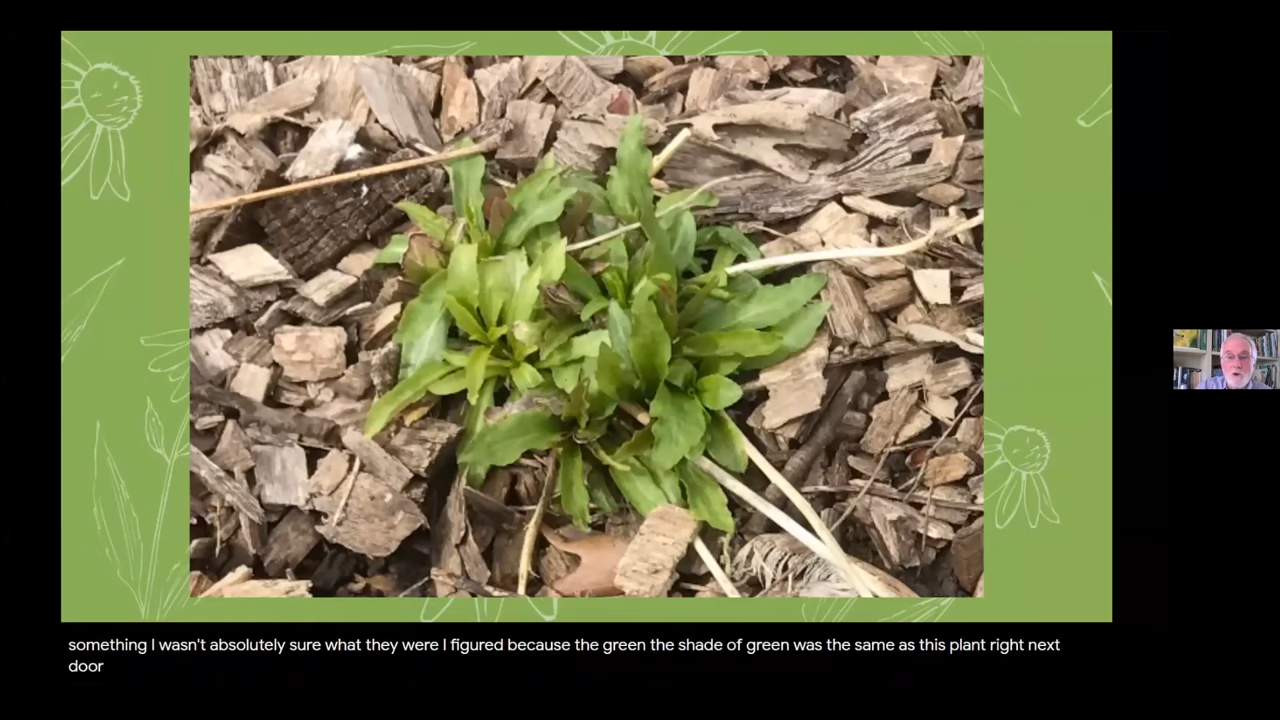 something I wasn't absolutely sure what they were I figured because the green the shade of green was the same as this plant right next
door